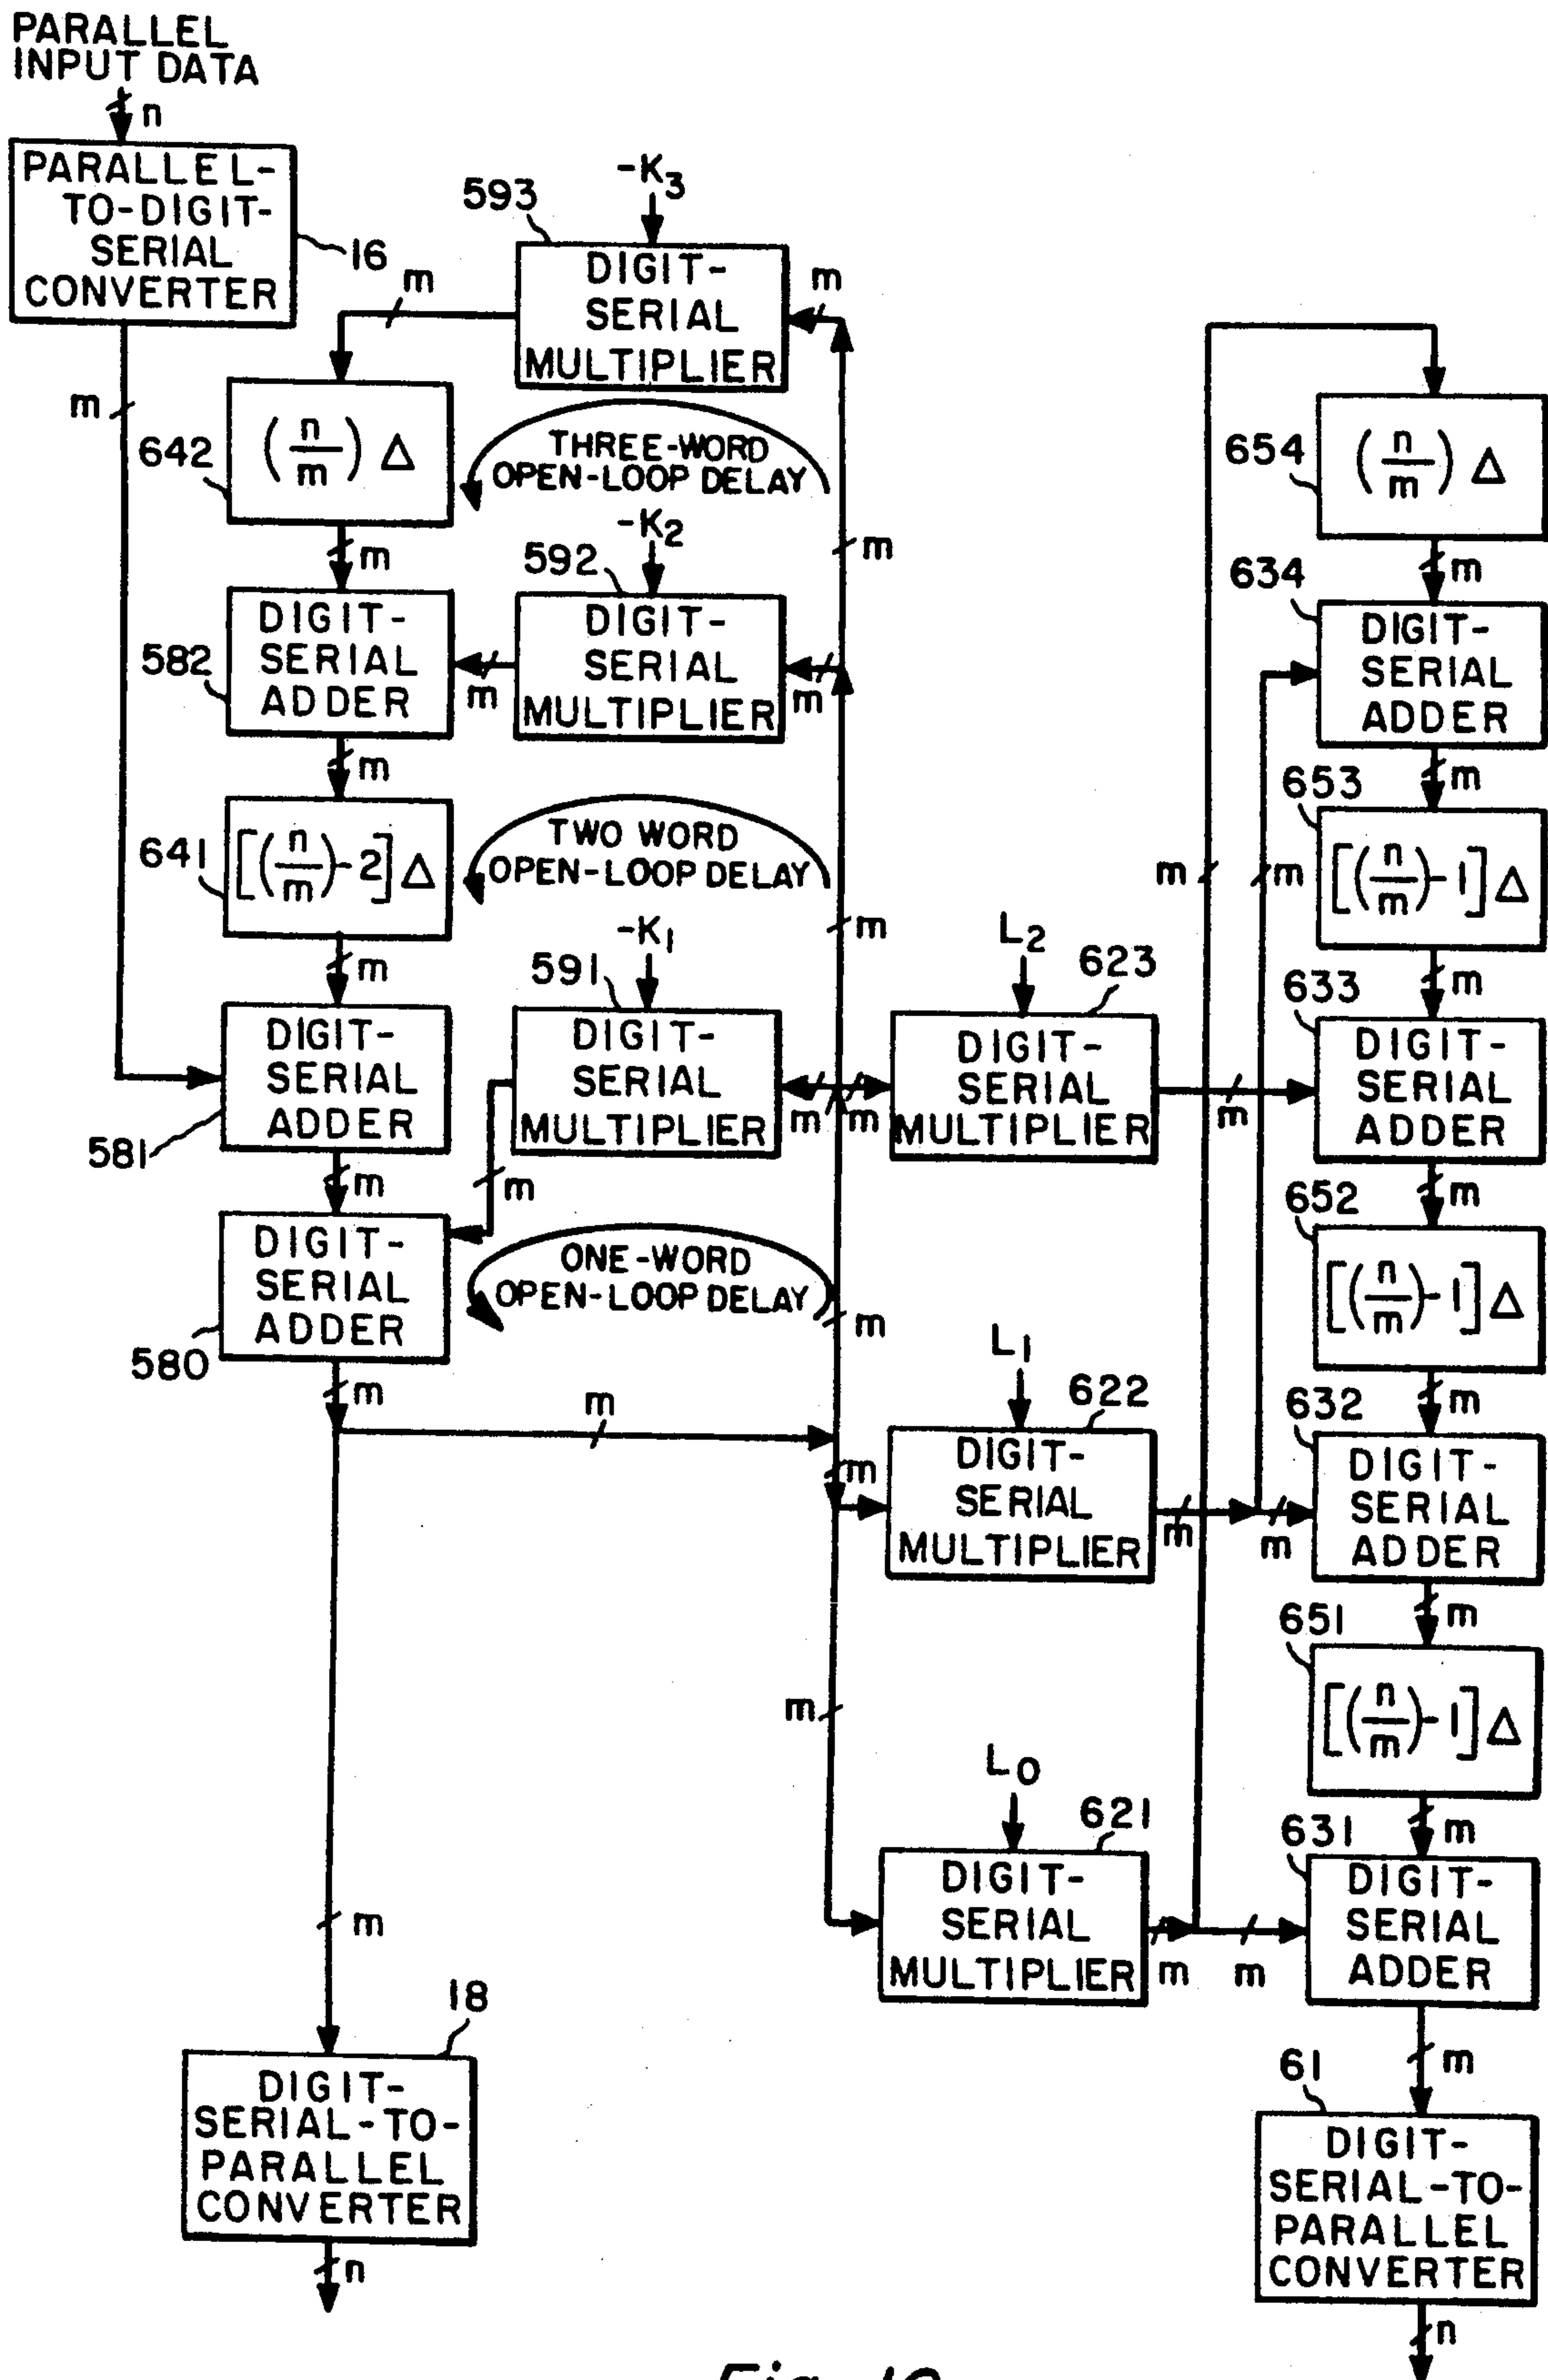 PARALLEL
INPUT DATA
n
PARALLEL-
TO-DIGIT-
SERIAL
CONVERTER
16
m
593
-K3
DIGIT-
SERIAL
MULTIPLIER
m
m
642
(n/m) Δ
THREE-WORD
OPEN-LOOP DELAY
m
654
(n/m) Δ
m
592
-K2
DIGIT-
SERIAL
MULTIPLIER
m
m
582
DIGIT-
SERIAL
ADDER
m
m
634
DIGIT-
SERIAL
ADDER
m
641
[(n/m)-2] Δ
TWO WORD
OPEN-LOOP DELAY
m
m
m
m
653
[(n/m)-1] Δ
m
591
-K1
DIGIT-
SERIAL
MULTIPLIER
m
m
m
L2
623
DIGIT-
SERIAL
MULTIPLIER
m
633
DIGIT-
SERIAL
ADDER
m
581
DIGIT-
SERIAL
ADDER
m
580
DIGIT-
SERIAL
ADDER
m
ONE-WORD
OPEN-LOOP DELAY
m
652
[(n/m)-1] Δ
m
m
m
L1
622
DIGIT-
SERIAL
MULTIPLIER
m
m
632
DIGIT-
SERIAL
ADDER
m
651
[(n/m)-1] Δ
m
m
L0
621
DIGIT-
SERIAL
MULTIPLIER
m
m
631
DIGIT-
SERIAL
ADDER
m
m
18
DIGIT-
SERIAL-TO-
PARALLEL
CONVERTER
n
61
DIGIT-
SERIAL-TO-
PARALLEL
CONVERTER
n